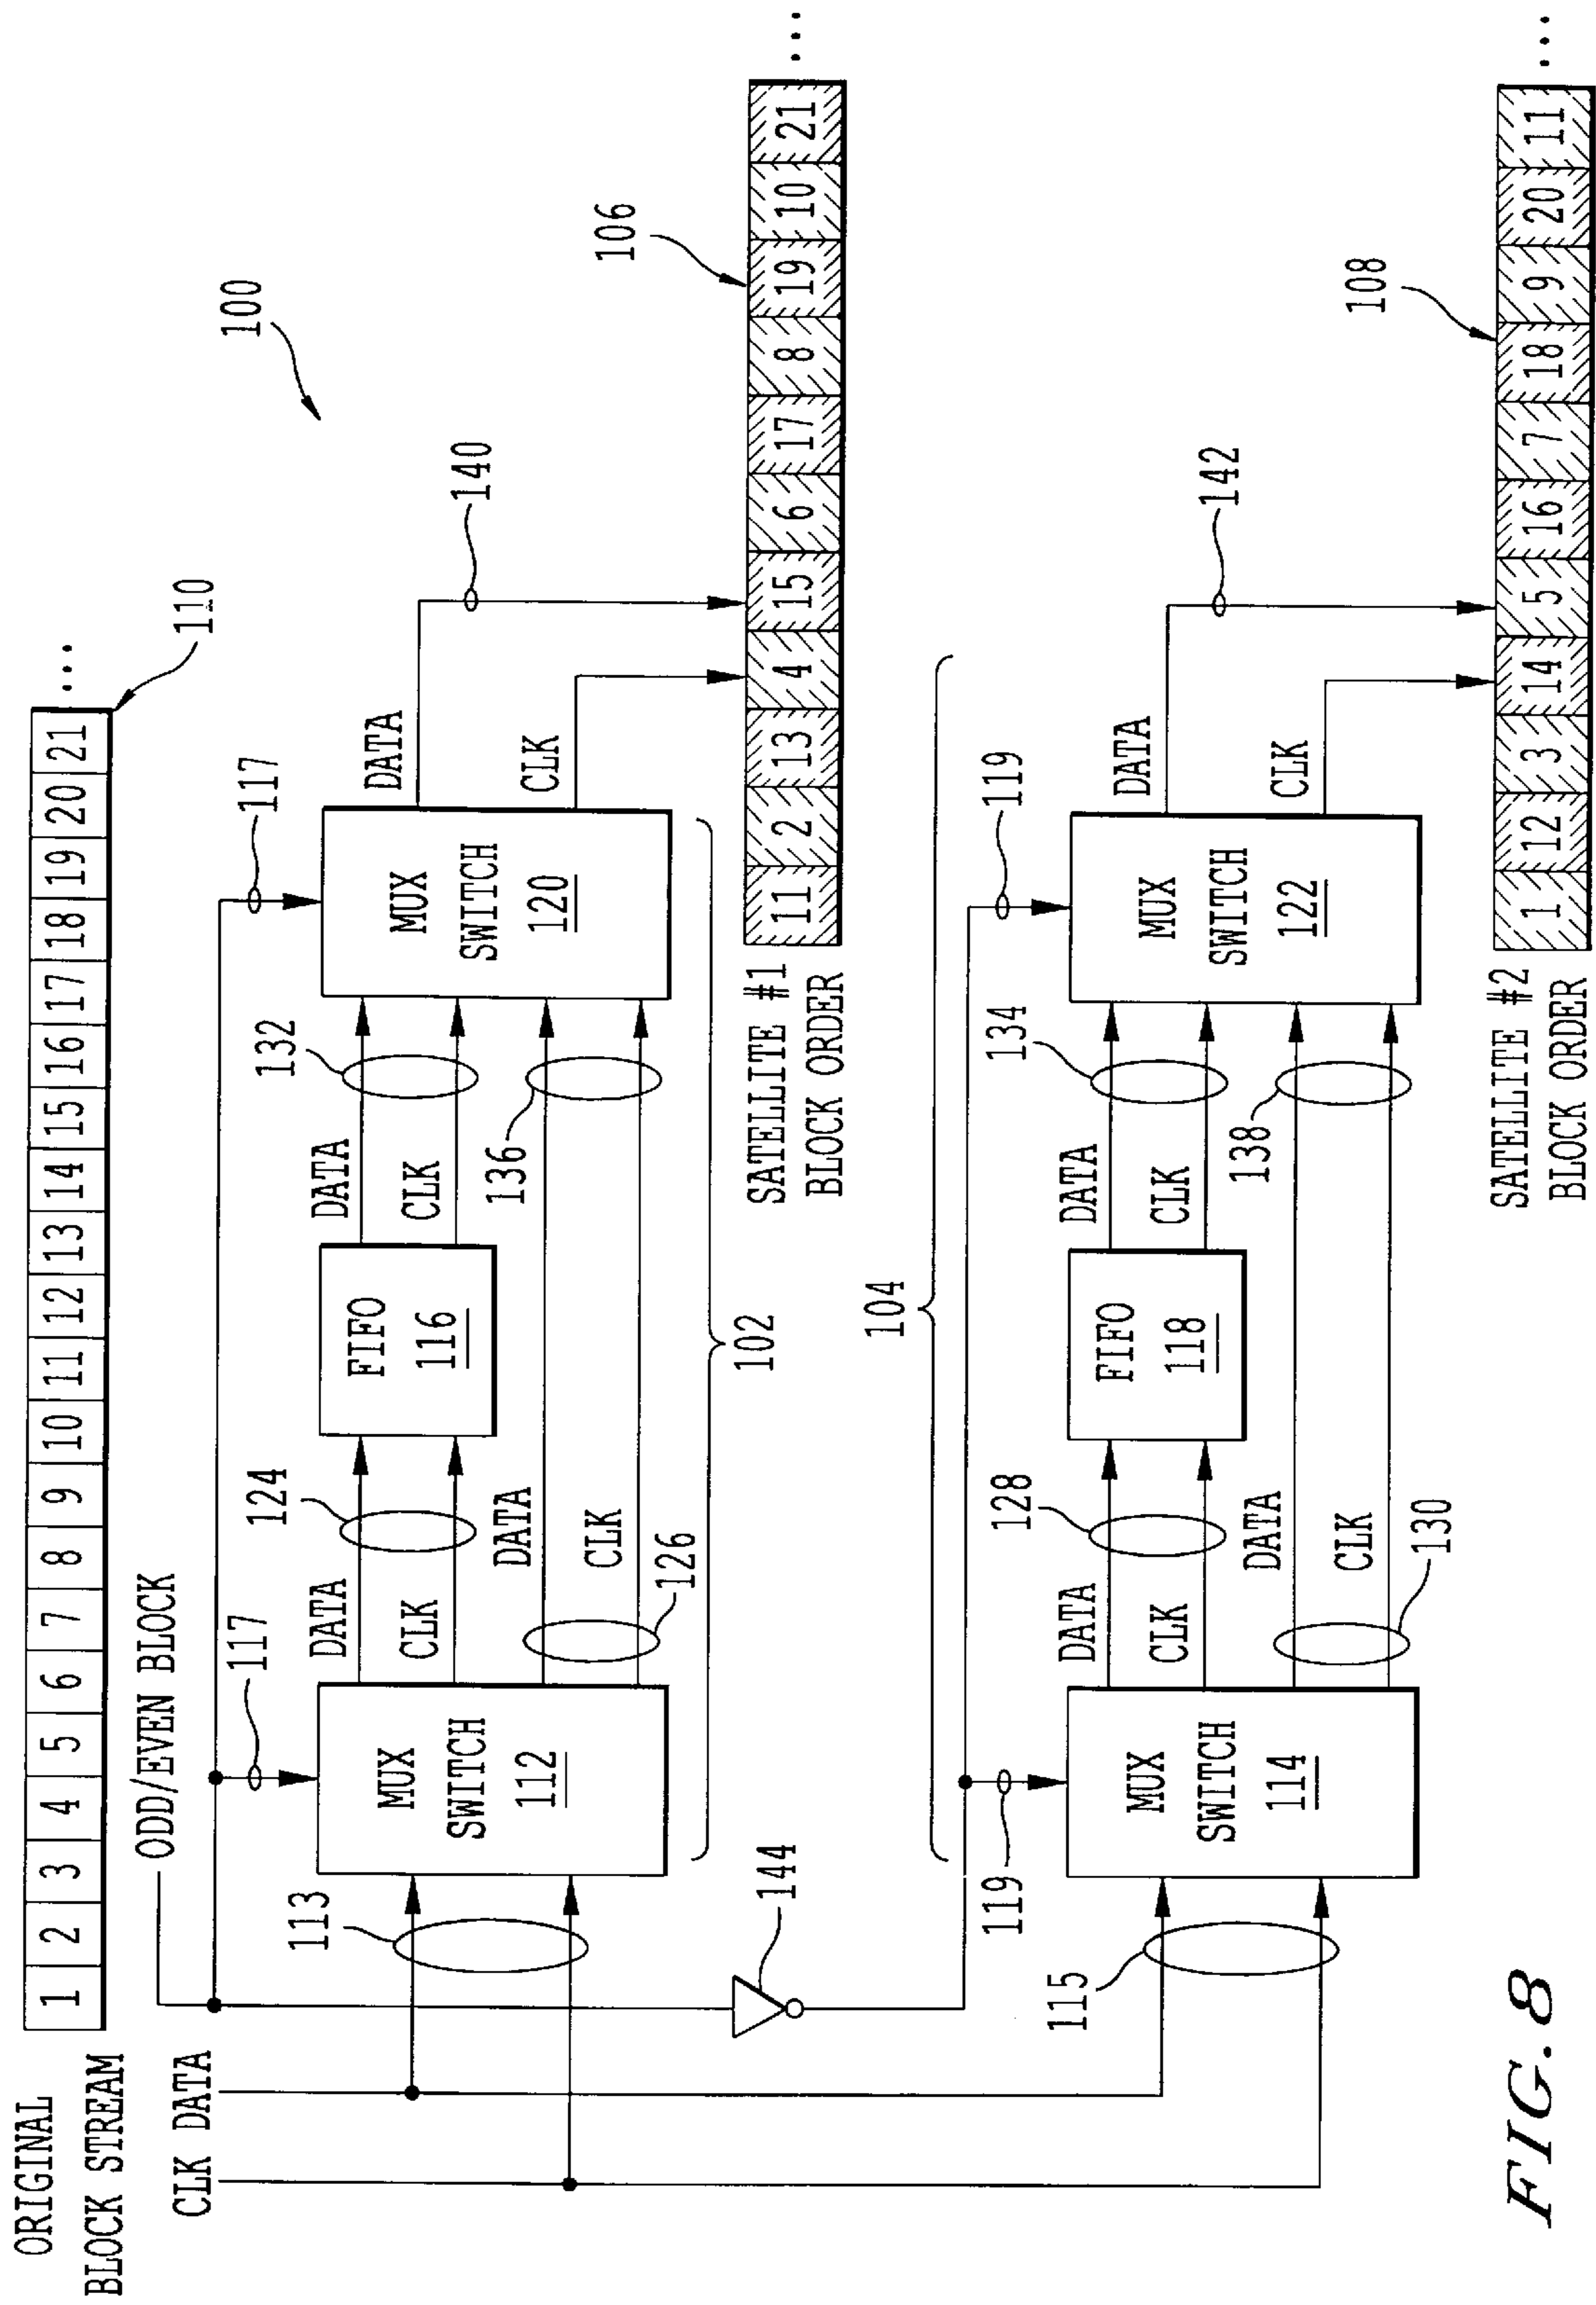 ORIGINAL
BLOCK STREAM
1 2 3 4 5 6 7 8 9 10 11 12 13 14 15 16 17 18 19 20 21 ...
110
ODD/EVEN BLOCK
CLK DATA
100
117
117
113
MUX
SWITCH
112
DATA
CLK
124
DATA
CLK
126
FIFO
116
DATA
CLK
132
136
MUX
SWITCH
120
DATA
CLK
140
102
106
SATELLITE #1
BLOCK ORDER
11 2 13 4 15 6 17 8 19 10 21 ...
144
104
119
119
115
MUX
SWITCH
114
DATA
CLK
128
DATA
CLK
130
FIFO
118
DATA
CLK
134
138
MUX
SWITCH
122
DATA
CLK
142
108
SATELLITE #2
BLOCK ORDER
1 12 3 14 5 16 7 18 9 20 11 ...
FIG. 8